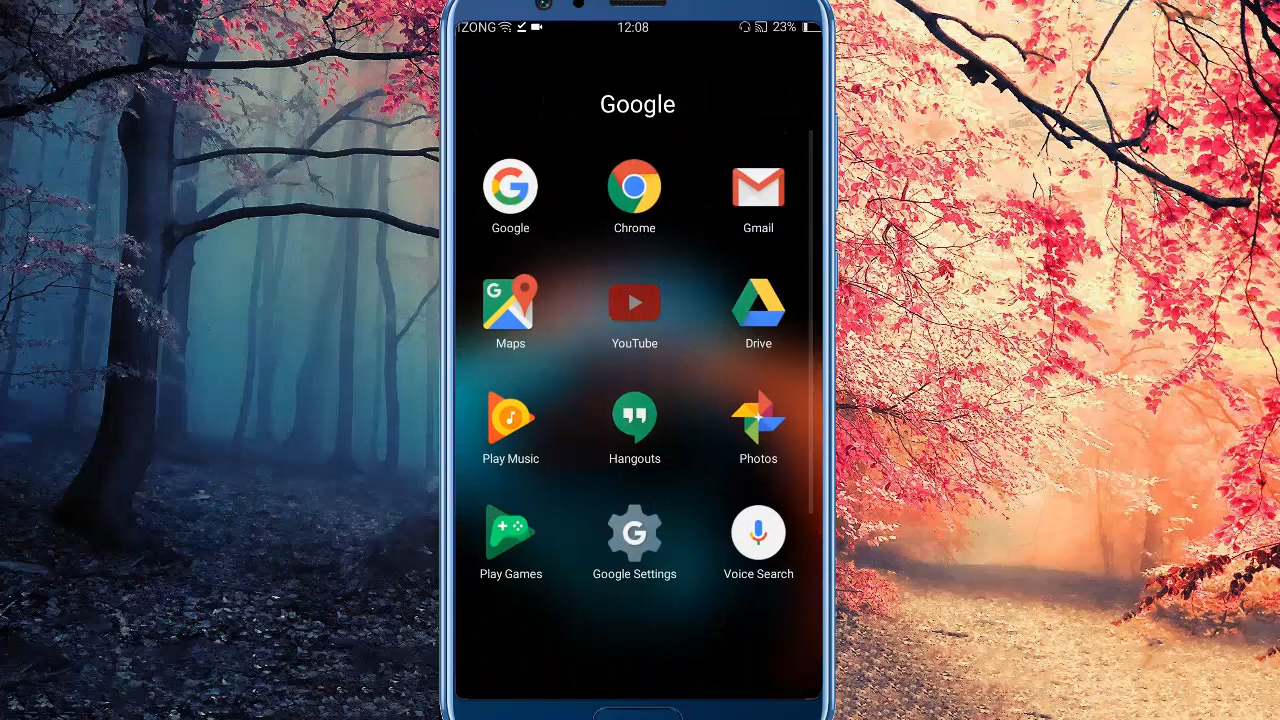 ZONG 12:08 23%
Google
Google Chrome Gmail
Maps YouTube Drive
Play Music Hangouts Photos
Play Games Google Settings Voice Search